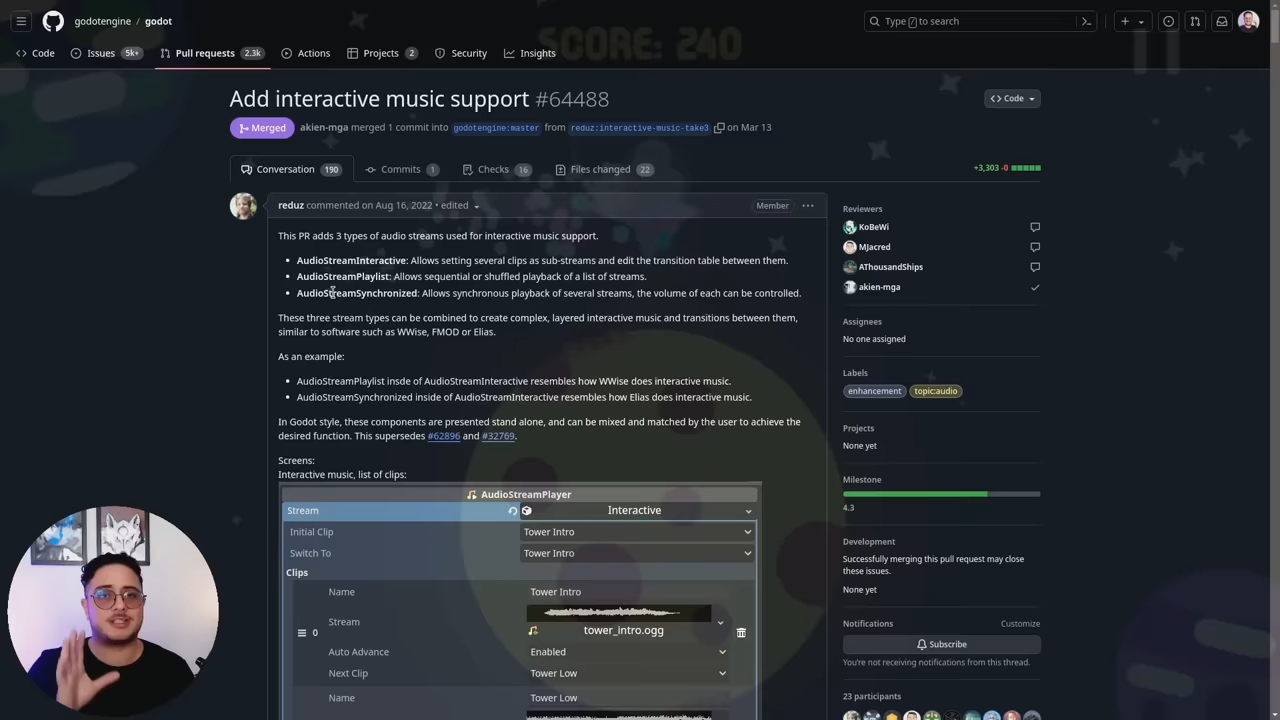 SCORE: 240
godotengine / godot
Type / to search
Code
Issues 5k+
Pull requests 2.3k
Actions
Projects 2
Security
Insights
Add interactive music support #64488
Code
Merged akien-mga merged 1 commit into godotengine:master from reduz:interactive-music-take3 on Mar 13
Conversation 190
Commits 1
Checks 16
Files changed 22
+3,303 -0
reduz commented on Aug 16, 2022 • edited
Member
This PR adds 3 types of audio streams used for interactive music support.
• AudioStreamInteractive: Allows setting several clips as sub-streams and edit the transition table between them.
• AudioStreamPlaylist: Allows sequential or shuffled playback of a list of streams.
• AudioStreamSynchronized: Allows synchronous playback of several streams, the volume of each can be controlled.
These three stream types can be combined to create complex, layered interactive music and transitions between them,
similar to software such as WWise, FMOD or Elias.
As an example:
• AudioStreamPlaylist insde of AudioStreamInteractive resembles how WWise does interactive music.
• AudioStreamSynchronized inside of AudioStreamInteractive resembles how Elias does interactive music.
In Godot style, these components are presented stand alone, and can be mixed and matched by the user to achieve the
desired function. This supersedes #62896 and #32769.
Screens:
Interactive music, list of clips:
AudioStreamPlayer
Stream Interactive
Initial Clip Tower Intro
Switch To Tower Intro
Clips
Name Tower Intro
Stream
0 tower_intro.ogg
Auto Advance Enabled
Next Clip Tower Low
Name Tower Low
Reviewers
KoBeWi
MJacred
AThousandShips
akien-mga
Assignees
No one assigned
Labels
enhancement topic:audio
Projects
None yet
Milestone
4.3
Development
Successfully merging this pull request may close
these issues.
None yet
Notifications Customize
Subscribe
You're not receiving notifications from this thread.
23 participants